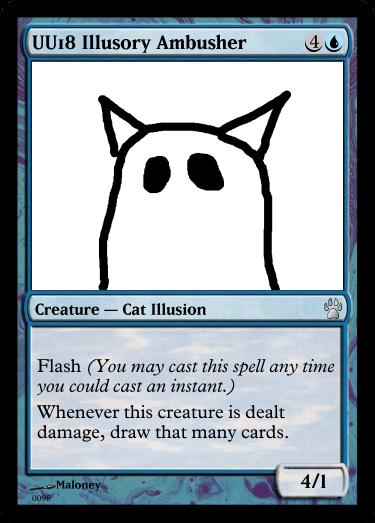 UU18 Illusory Ambusher 4
Creature — Cat Illusion
Flash (You may cast this spell any time
you could cast an instant.)
Whenever this creature is dealt
damage, draw that many cards.
4/1
Maloney
0098